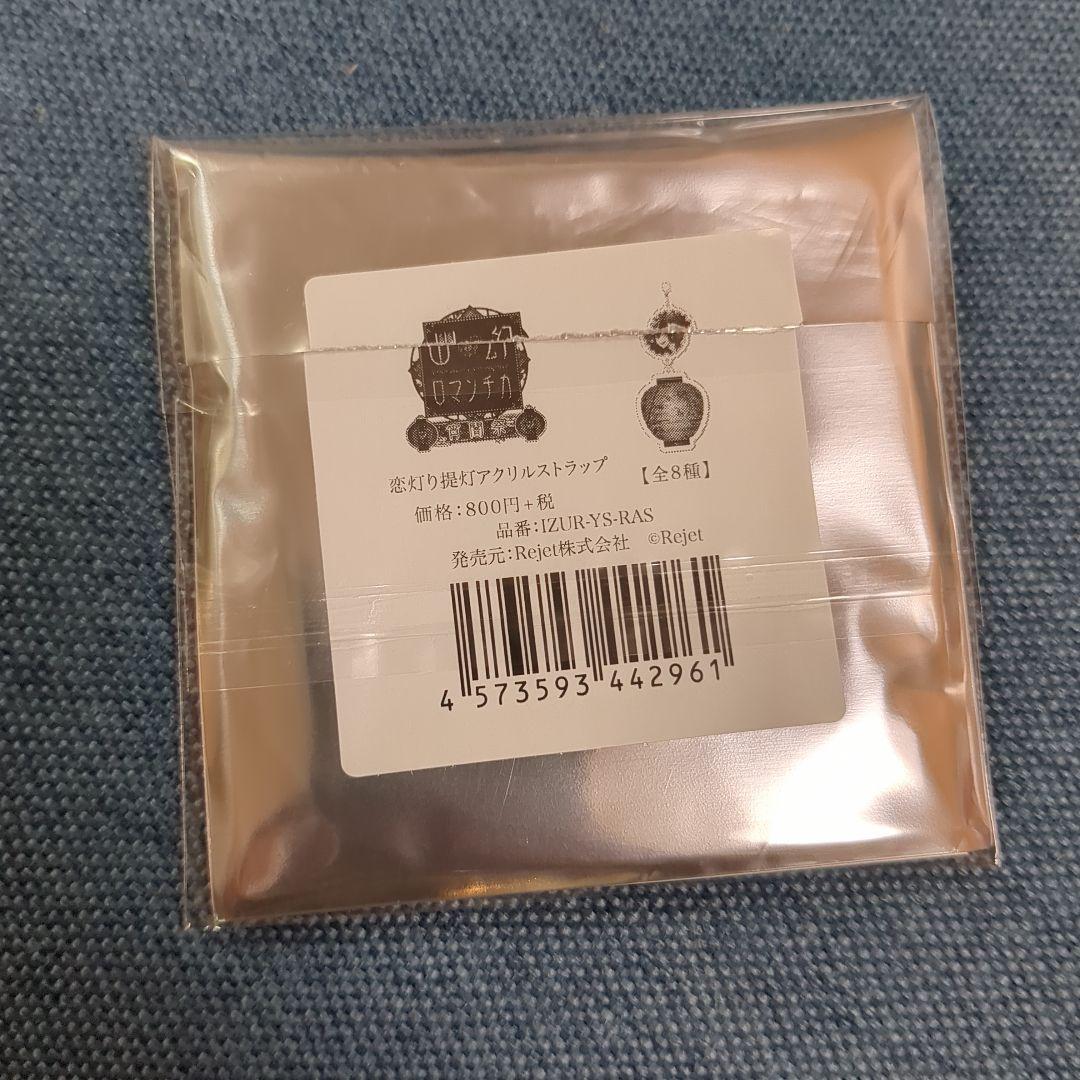 幽幻
ロマンチカ
恋灯り提灯アクリルストラップ
【全8種】
価格:800円+税
品番:IZUR-YS-RAS
発売元:Rejet株式会社 ©Rejet
4 573593 442961